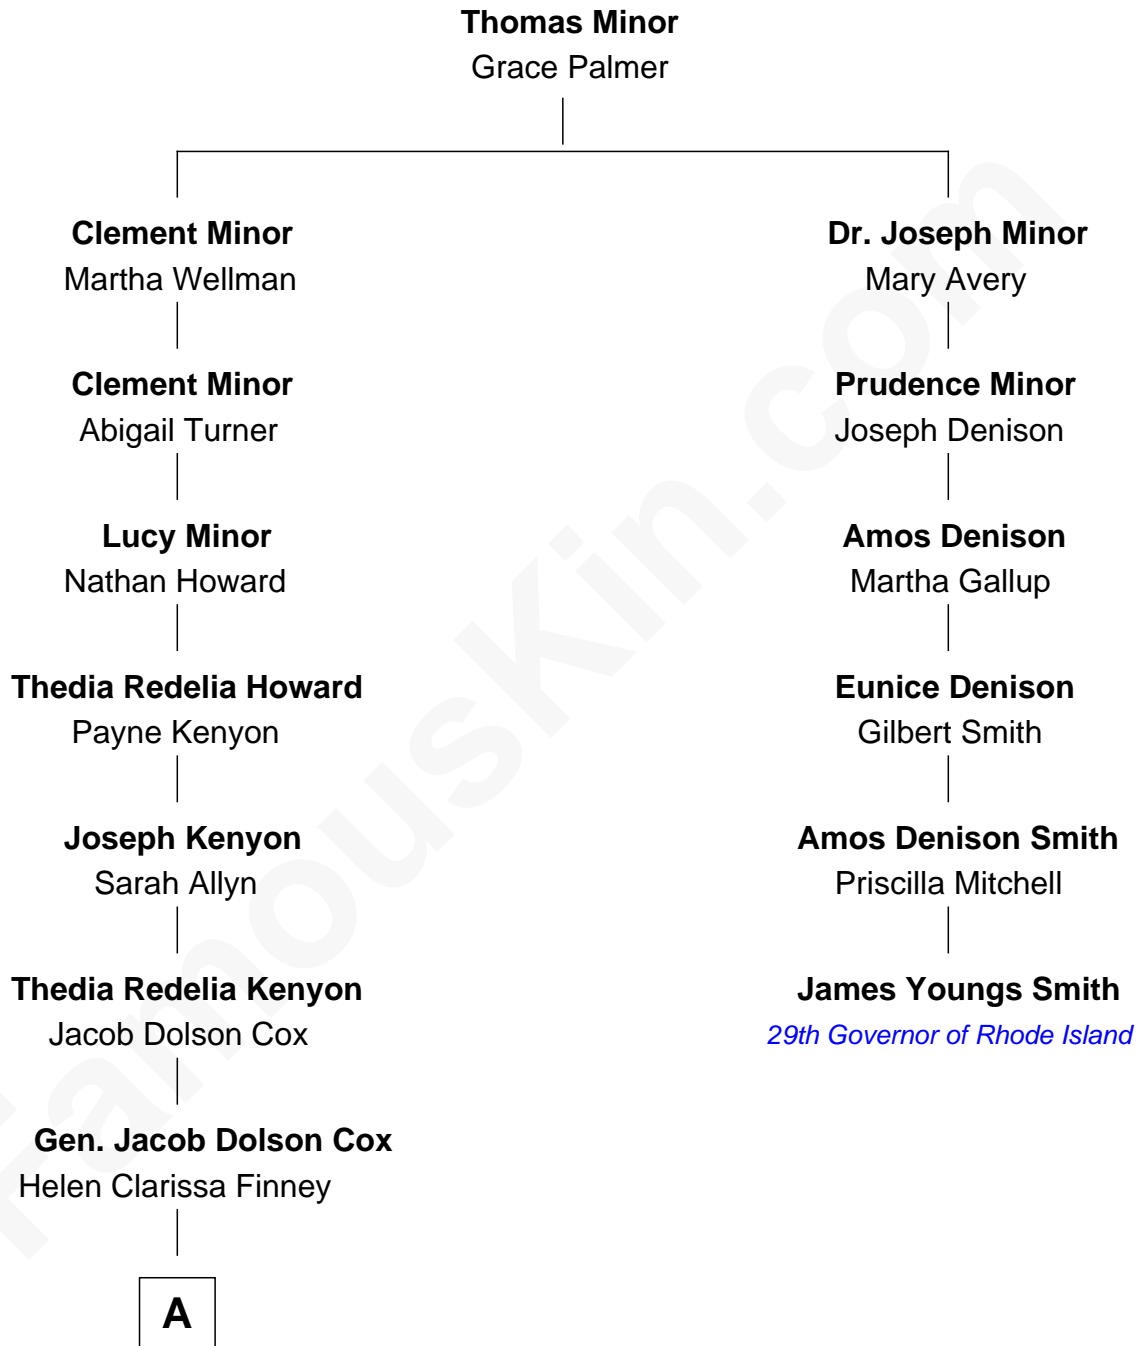 Thomas Minor
Grace Palmer
Clement Minor
Martha Wellman
Dr. Joseph Minor
Mary Avery
Clement Minor
Abigail Turner
Prudence Minor
Joseph Denison
Lucy Minor
Nathan Howard
Amos Denison
Martha Gallup
Thedia Redelia Howard
Payne Kenyon
Eunice Denison
Gilbert Smith
Joseph Kenyon
Sarah Allyn
Amos Denison Smith
Priscilla Mitchell
Thedia Redelia Kenyon
Jacob Dolson Cox
James Youngs Smith
29th Governor of Rhode Island
Gen. Jacob Dolson Cox
Helen Clarissa Finney
A
FamousKin.com